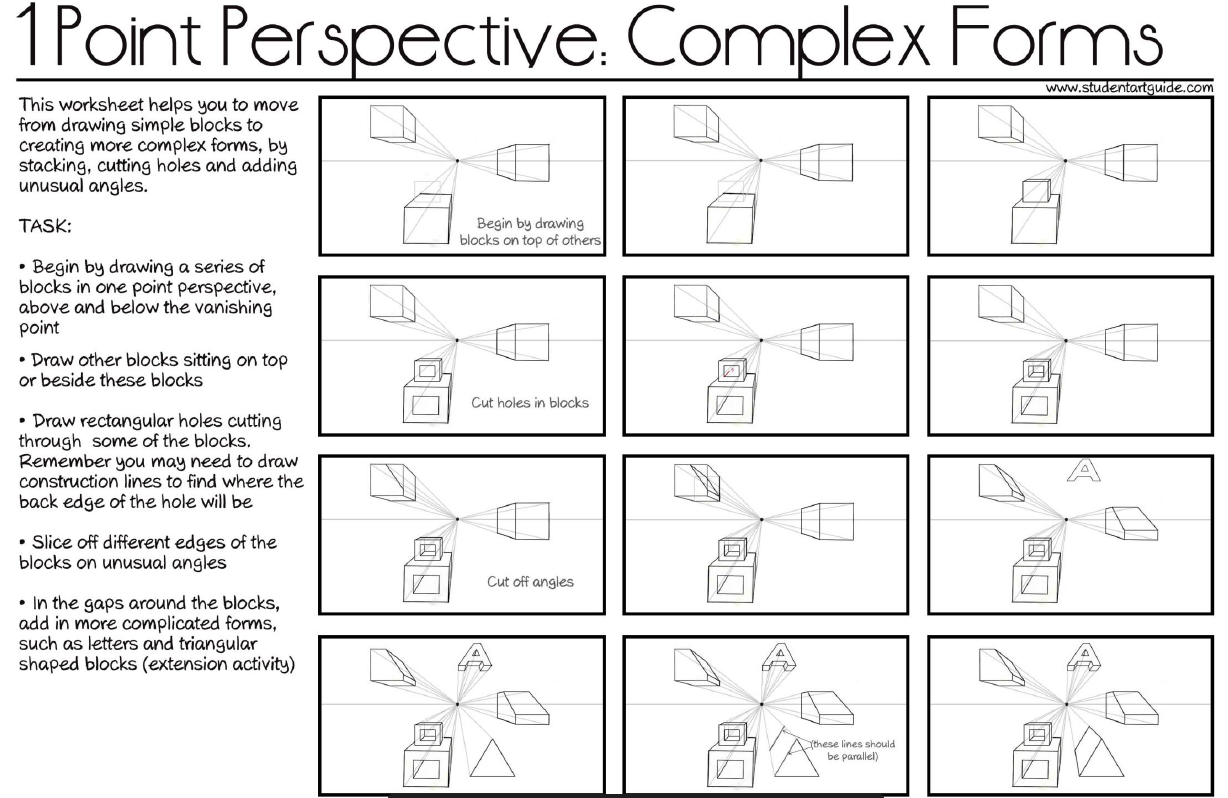 1 Point Perspective: Complex Forms
www.studentartguide.com
This worksheet helps you to move
from drawing simple blocks to
creating more complex forms, by
stacking, cutting holes and adding
unusual angles.
TASK:
• Begin by drawing a series of
blocks in one point perspective,
above and below the vanishing
point
• Draw other blocks sitting on top
or beside these blocks
• Draw rectangular holes cutting
through some of the blocks.
Remember you may need to draw
construction lines to find where the
back edge of the hole will be
• Slice off different edges of the
blocks on unusual angles
• In the gaps around the blocks,
add in more complicated forms,
such as letters and triangular
shaped blocks (extension activity)
Begin by drawing
blocks on top of others
Cut holes in blocks
Cut off angles
A
A
A
(these lines should
be parallel)
A